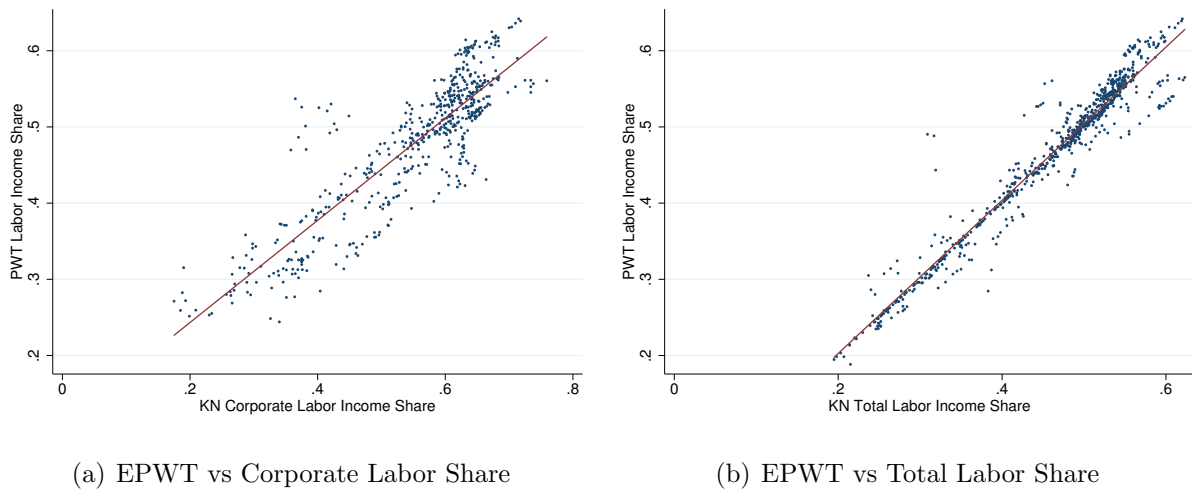 PWT Labor Income Share
.6
.5
.4
.3
.2
0 .2 .4 .6 .8
KN Corporate Labor Income Share
(a) EPWT vs Corporate Labor Share
PWT Labor Income Share
.6
.5
.4
.3
.2
0 .2 .4 .6
KN Total Labor Income Share
(b) EPWT vs Total Labor Share